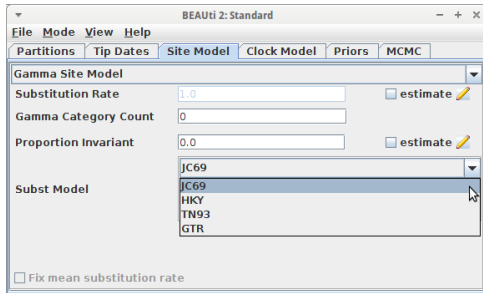 BEAUti 2: Standard
File Mode View Help
Partitions Tip Dates Site Model Clock Model Priors MCMC
Gamma Site Model
Substitution Rate 1.0 estimate
Gamma Category Count 0
Proportion Invariant 0.0 estimate
JC69
Subst Model
JC69
HKY
TN93
GTR
Fix mean substitution rate